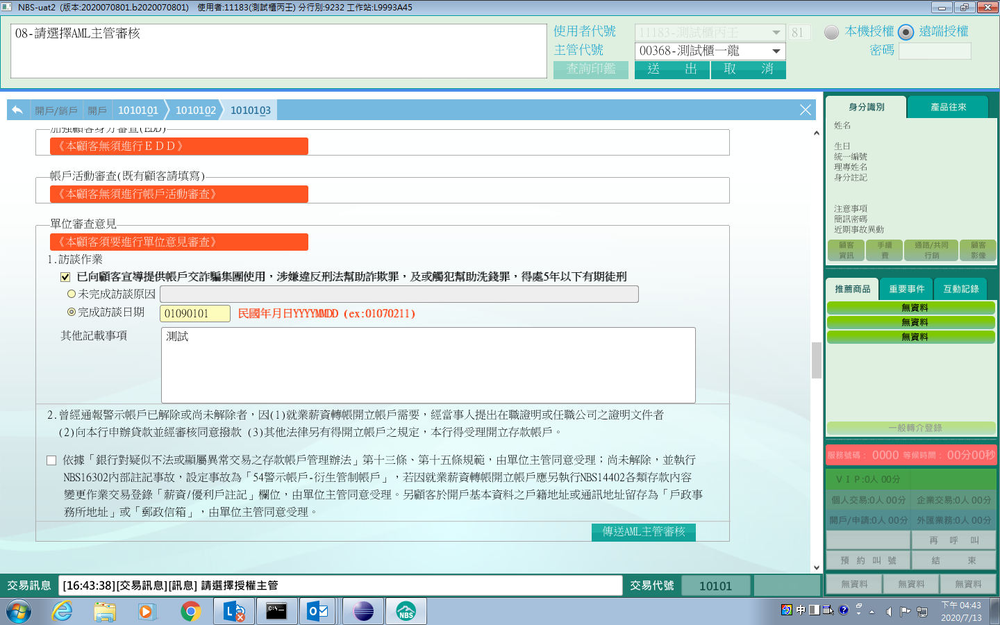 NBS-uat2 (版本:2020070801.b2020070801) 使用者:11183(測試櫃丙壬) 分行別:9232 工作站:L9993A45
08-請選擇AML主管審核
使用者代號 11183-測試櫃丙壬 81 本機授權 遠端授權
主管代號 00368-測試櫃一龍 密碼
查詢印鑑 送 出 取 消
開戶/銷戶 開戶 1010101 1010102 1010103
加強顧客身分審查(EDD)
《本顧客無須進行ＥＤＤ》
帳戶活動審查(既有顧客請填寫)
《本顧客無須進行帳戶活動審查》
單位審查意見
《本顧客須要進行單位意見審查》
1.訪談作業
已向顧客宣導提供帳戶交詐騙集團使用，涉嫌違反刑法幫助詐欺罪，及或觸犯幫助洗錢罪，得處5年以下有期徒刑
未完成訪談原因
完成訪談日期 01090101 民國年月日YYYYMMDD (ex:01070211)
其他記載事項 測試
2.曾經通報警示帳戶已解除或尚未解除者，因(1)就業薪資轉帳開立帳戶需要，經當事人提出在職證明或任職公司之證明文件者
(2)向本行申辦貸款並經審核同意撥款 (3)其他法律另有得開立帳戶之規定，本行得受理開立存款帳戶。
依據「銀行對疑似不法或顯屬異常交易之存款帳戶管理辦法」第十三條、第十五條規範，由單位主管同意受理；尚未解除，並執行
NBS16302內部註記事故，設定事故為「54警示帳戶-衍生管制帳戶」，若因就業薪資轉帳開立帳戶應另執行NBS14402各類存款內容
變更作業交易登錄「薪資/優利戶註記」欄位，由單位主管同意受理。另顧客於開戶基本資料之戶籍地址或通訊地址留存為「戶政事
務所地址」或「郵政信箱」，由單位主管同意受理。
傳送AML主管審核
交易訊息 [16:43:38][交易訊息][訊息] 請選擇授權主管 交易代號 10101
身分識別 產品往來
姓名
生日
統一編號
理專姓名
身分註記
注意事項
簡訊密碼
近期事故異動
顧客資訊 手續費 通路/共同行銷 顧客影像
推薦商品 重要事件 互動記錄
無資料
無資料
無資料
一般轉介登錄
服務號碼： 0000 等候時間： 00分00秒
ＶＩＰ:0人 00分
個人交易:0人 00分 企業交易:0人 00分
開戶/申請:0人 00分 外匯業務:0人 00分
再 呼 叫
預 約 叫 號 結 束
無資料 無資料 無資料
NBS
中
下午 04:43
2020/7/13